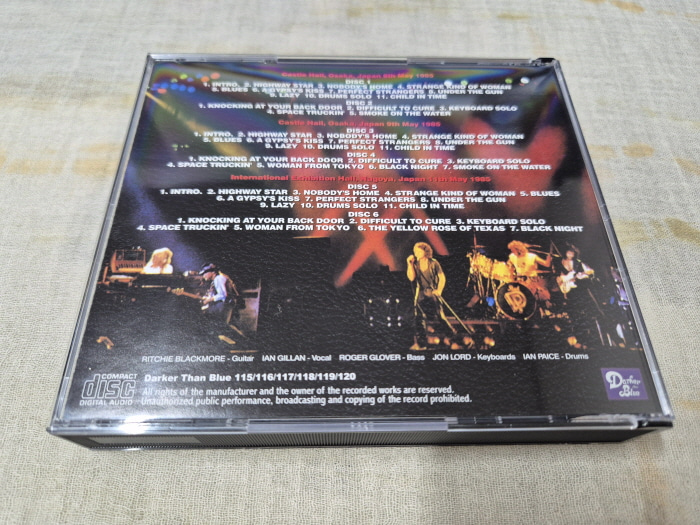 Castle Hall, Osaka, Japan 8th May 1985
DISC 1
1. INTRO. 2. HIGHWAY STAR 3. NOBODY'S HOME 4. STRANGE KIND OF WOMAN
5. BLUES 6. A GYPSY'S KISS 7. PERFECT STRANGERS 8. UNDER THE GUN
9. LAZY 10. DRUMS SOLO 11. CHILD IN TIME
DISC 2
1. KNOCKING AT YOUR BACK DOOR 2. DIFFICULT TO CURE 3. KEYBOARD SOLO
4. SPACE TRUCKIN' 5. SMOKE ON THE WATER
Castle Hall, Osaka, Japan 9th May 1985
DISC 3
1. INTRO. 2. HIGHWAY STAR 3. NOBODY'S HOME 4. STRANGE KIND OF WOMAN
5. BLUES 6. A GYPSY'S KISS 7. PERFECT STRANGERS 8. UNDER THE GUN
9. LAZY 10. DRUMS SOLO 11. CHILD IN TIME
DISC 4
1. KNOCKING AT YOUR BACK DOOR 2. DIFFICULT TO CURE 3. KEYBOARD SOLO
4. SPACE TRUCKIN' 5. WOMAN FROM TOKYO 6. BLACK NIGHT 7. SMOKE ON THE WATER
International Exhibition Hall, Nagoya, Japan May 1985
DISC 5
1. INTRO. 2. HIGHWAY STAR 3. NOBODY'S HOME 4. STRANGE KIND OF WOMAN 5. BLUES
6. A GYPSY'S KISS 7. PERFECT STRANGERS 8. UNDER THE GUN
9. LAZY 10. DRUMS SOLO 11. CHILD IN TIME
DISC 6
1. KNOCKING AT YOUR BACK DOOR 2. DIFFICULT TO CURE 3. KEYBOARD SOLO
4. SPACE TRUCKIN' 5. WOMAN FROM TOKYO 6. THE YELLOW ROSE OF TEXAS 7. BLACK NIGHT
RITCHIE BLACKMORE - Guitar IAN GILLAN - Vocal ROGER GLOVER - Bass JON LORD - Keyboards IAN PAICE - Drums
COMPACT
disc
DIGITAL AUDIO
Darker Than Blue 115/116/117/118/119/120
All rights of the manufacturer and the owner of the recorded works are reserved.
Unauthorized public performance, broadcasting and copying of the record prohibited.
Darker
Blue